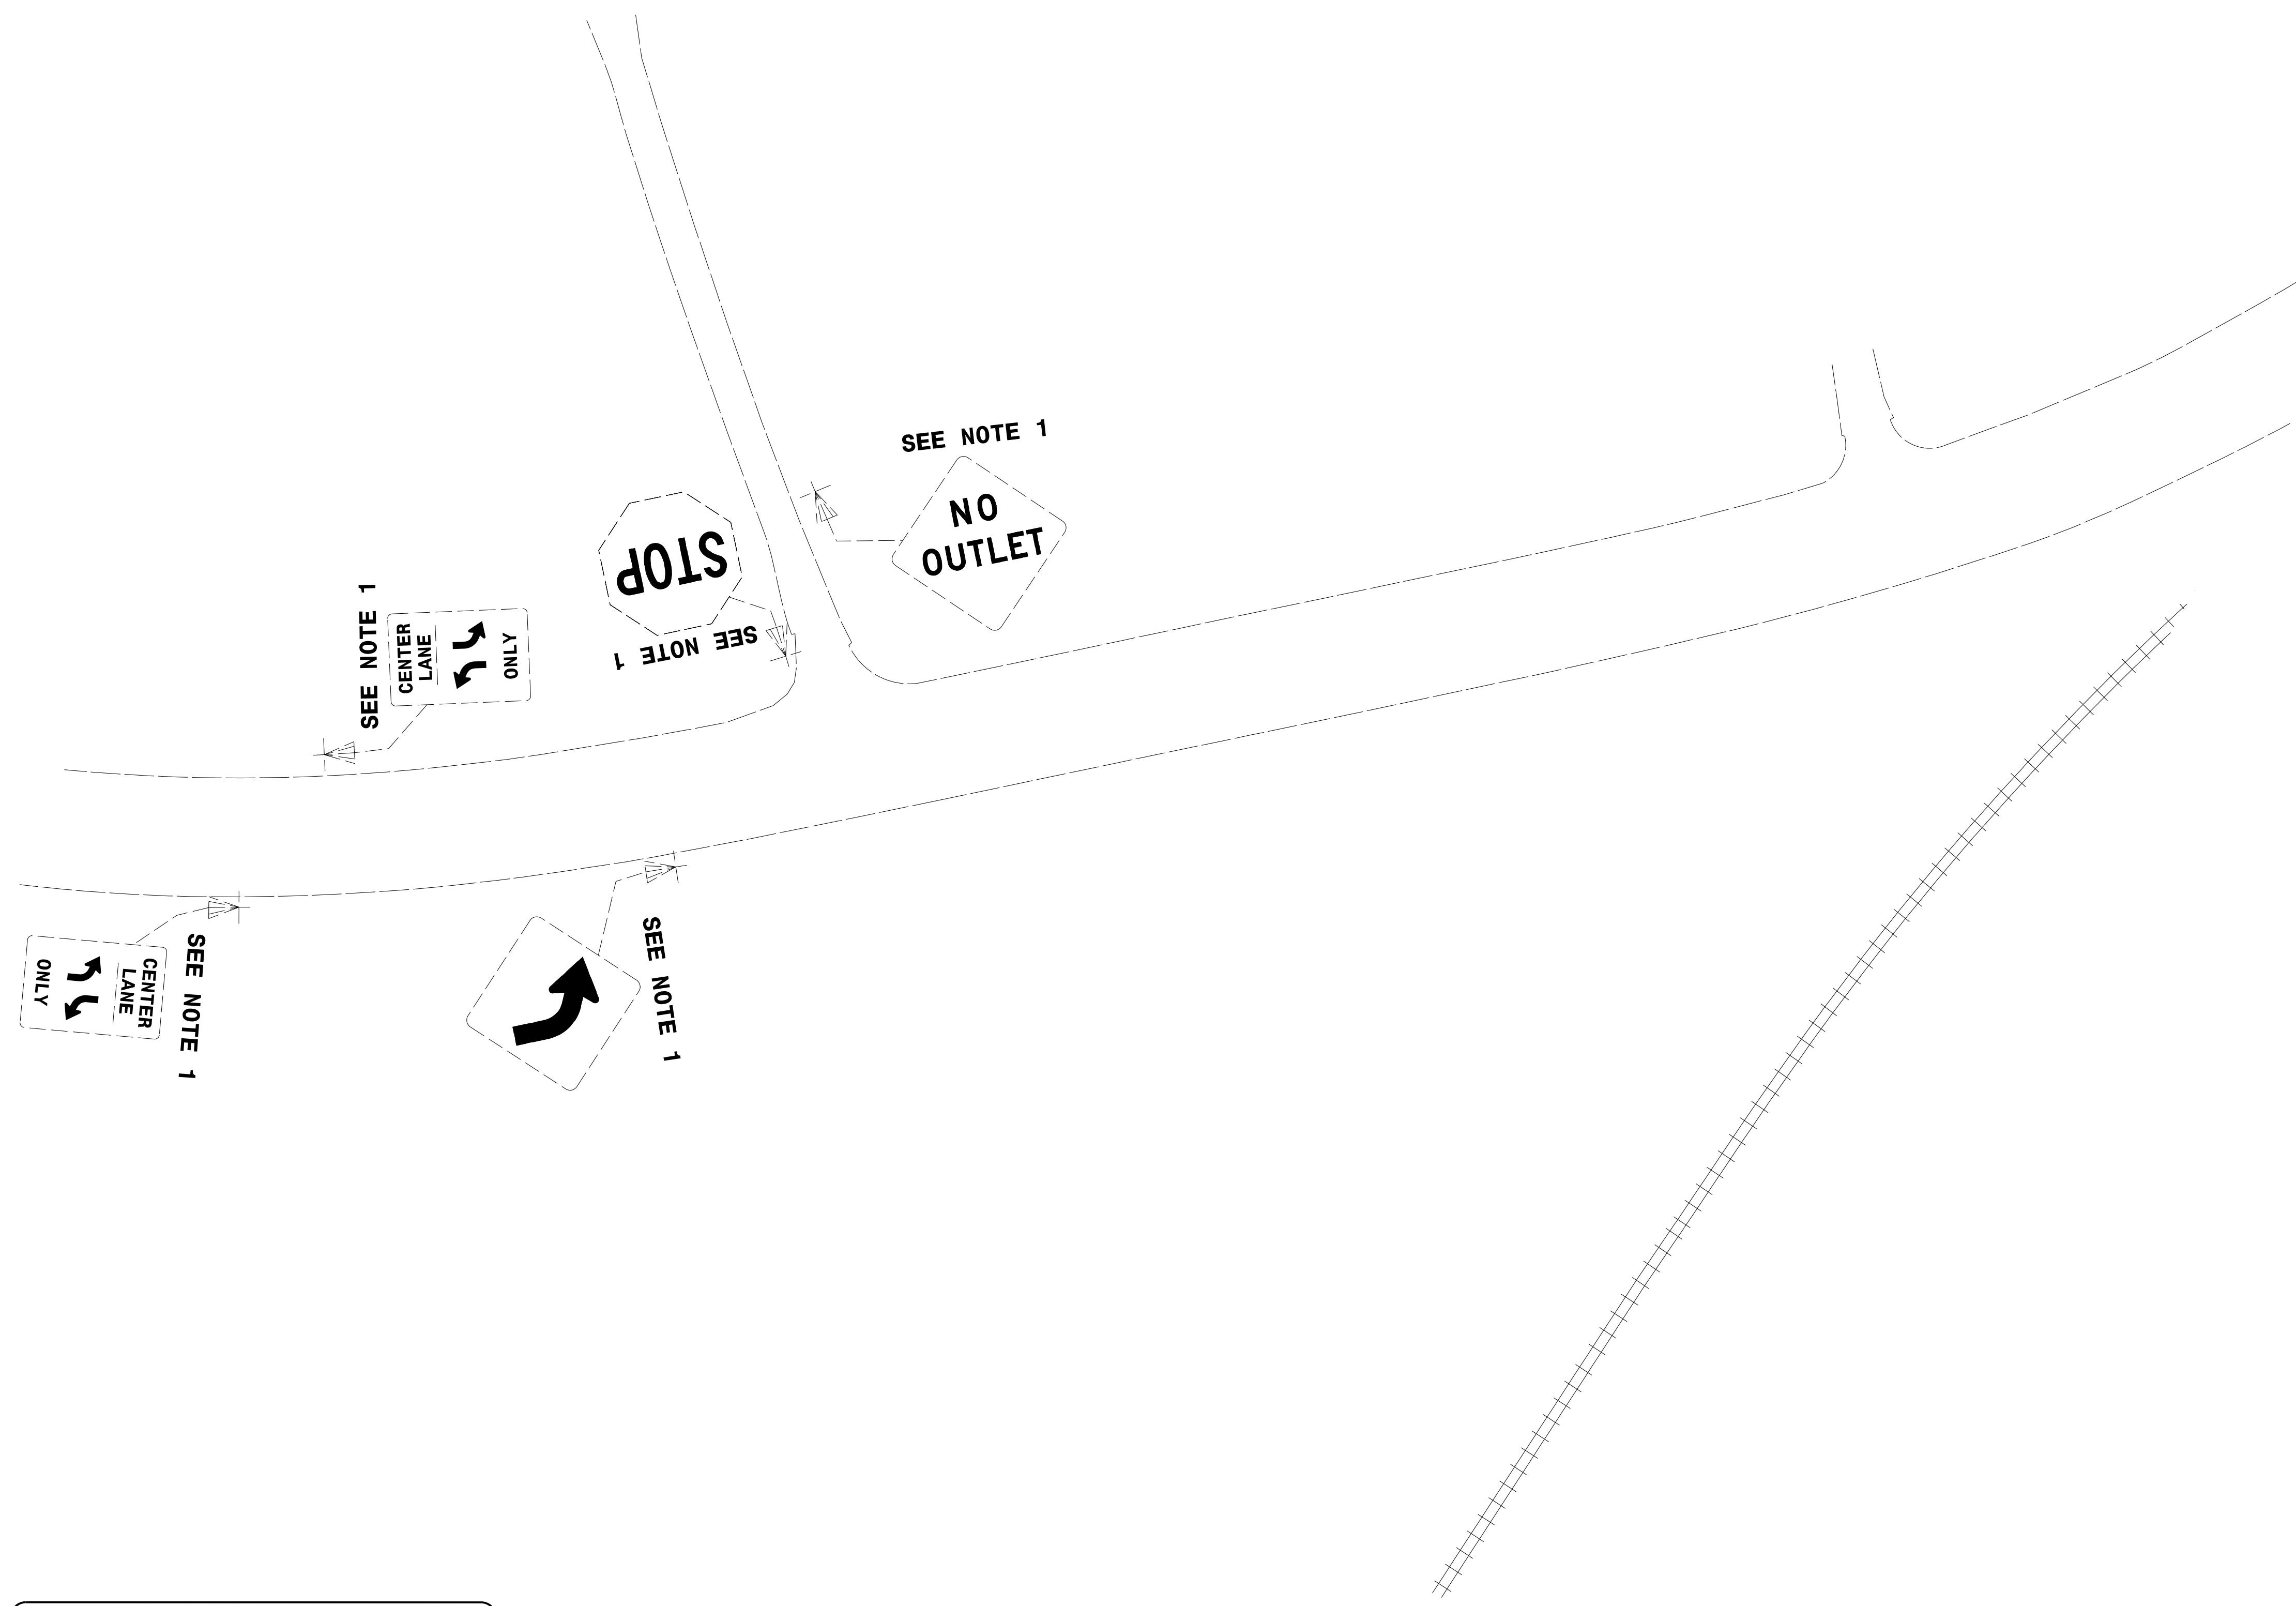 SEE NOTE 1
NO
OUTLET
STOP
SEE NOTE 1
SEE NOTE 1
CENTER
LANE
ONLY
SEE NOTE 1
CENTER
LANE
ONLY
SEE NOTE 1